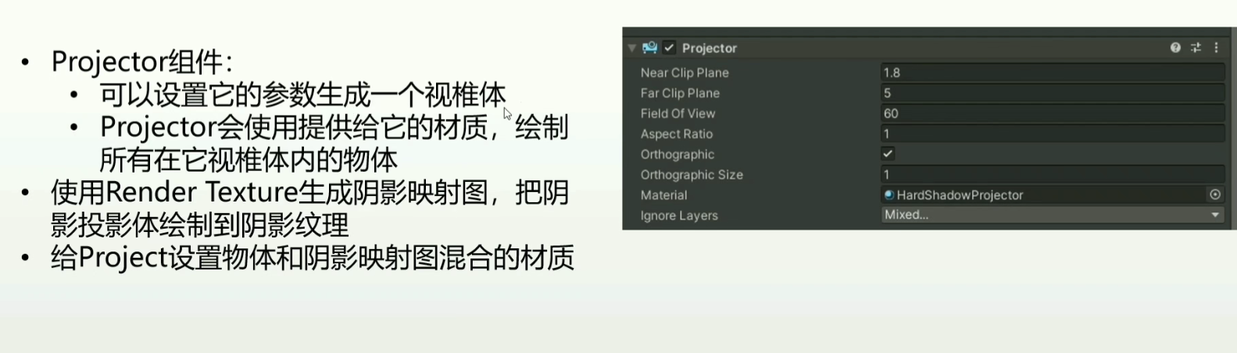 • Projector组件：
• 可以设置它的参数生成一个视椎体
• Projector会使用提供给它的材质，绘制
所有在它视椎体内的物体
• 使用Render Texture生成阴影映射图，把阴
影投影体绘制到阴影纹理
• 给Project设置物体和阴影映射图混合的材质
Projector
Near Clip Plane 1.8
Far Clip Plane 5
Field Of View 60
Aspect Ratio 1
Orthographic
Orthographic Size 1
Material HardShadowProjector
Ignore Layers Mixed...